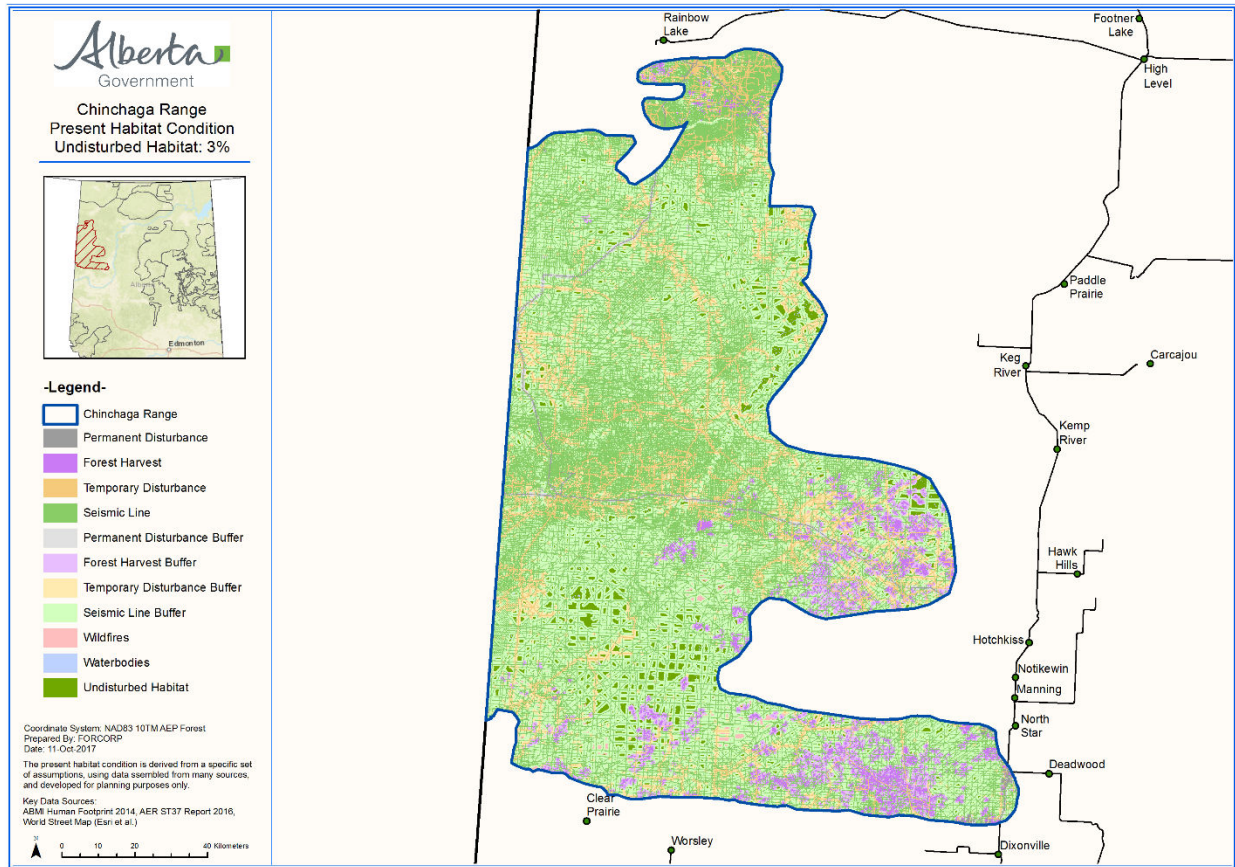 Alberta
Government
Chinchaga Range
Present Habitat Condition
Undisturbed Habitat: 3%
Alberta
Edmonton
-Legend-
Chinchaga Range
Permanent Disturbance
Forest Harvest
Temporary Disturbance
Seismic Line
Permanent Disturbance Buffer
Forest Harvest Buffer
Temporary Disturbance Buffer
Seismic Line Buffer
Wildfires
Waterbodies
Undisturbed Habitat
Coordinate System: NAD83 10TM AEP Forest
Prepared By: FORCORP
Date: 11-Oct-2017
The present habitat condition is derived from a specific set
of assumptions, using data ssembled from many sources,
and developed for planning purposes only.
Key Data Sources:
ABMI Human Footprint 2014, AER ST37 Report 2016,
World Street Map (Esri et al.)
N
0 10 20 40 Kilometers
Rainbow
Lake
Footner
Lake
High
Level
Paddle
Prairie
Keg
River
Carcajou
Kemp
River
Hawk
Hills
Hotchkiss
Notikewin
Manning
North
Star
Deadwood
Clear
Prairie
Worsley
Dixonville